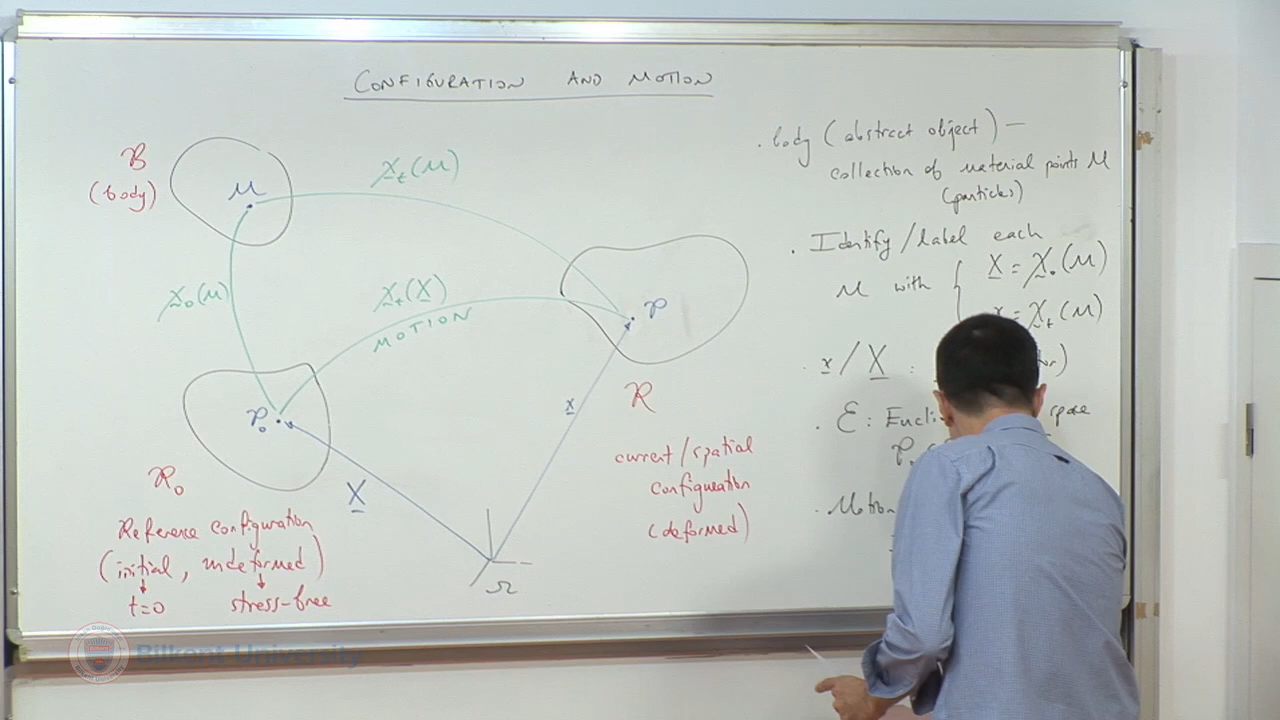 CONFIGURATION AND MOTION
B
(body)
M
χ_t(M)
χ_0(M)
χ_t(X)
MOTION
P
P_0
x
X
R
R_0
Ω
current/spatial
configuration
(deformed)
Reference configuration
(initial, undeformed)
t=0 stress-free
. body (abstract object) –
collection of material points M
(particles)
. Identify/label each
M with { X = χ_0(M)
x = χ_t(M)
. x/X :
. E :
. Motion
Bilkent University